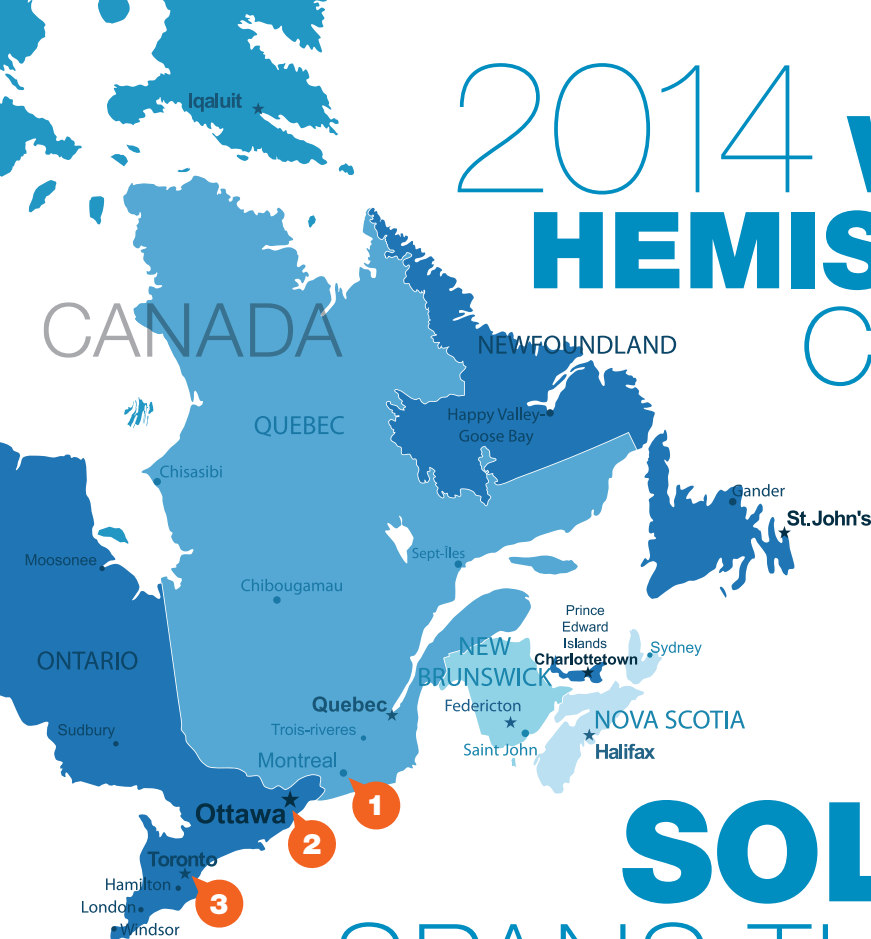 Iqaluit
2014
HEMIS
C
CANADA
NEWFOUNDLAND
QUEBEC
Happy Valley-
Goose Bay
Chisasibi
Gander
St.John's
Moosonee
Sept-Îles
Chibougamau
Prince
Edward
Islands
Charlottetown
NEW
BRUNSWICK
Sydney
ONTARIO
Quebec
Federicton
NOVA SCOTIA
Trois-riveres
Sudbury
Saint John
Halifax
Montreal
1
Ottawa
2
SOL
Toronto
Hamilton
3
London
Windsor